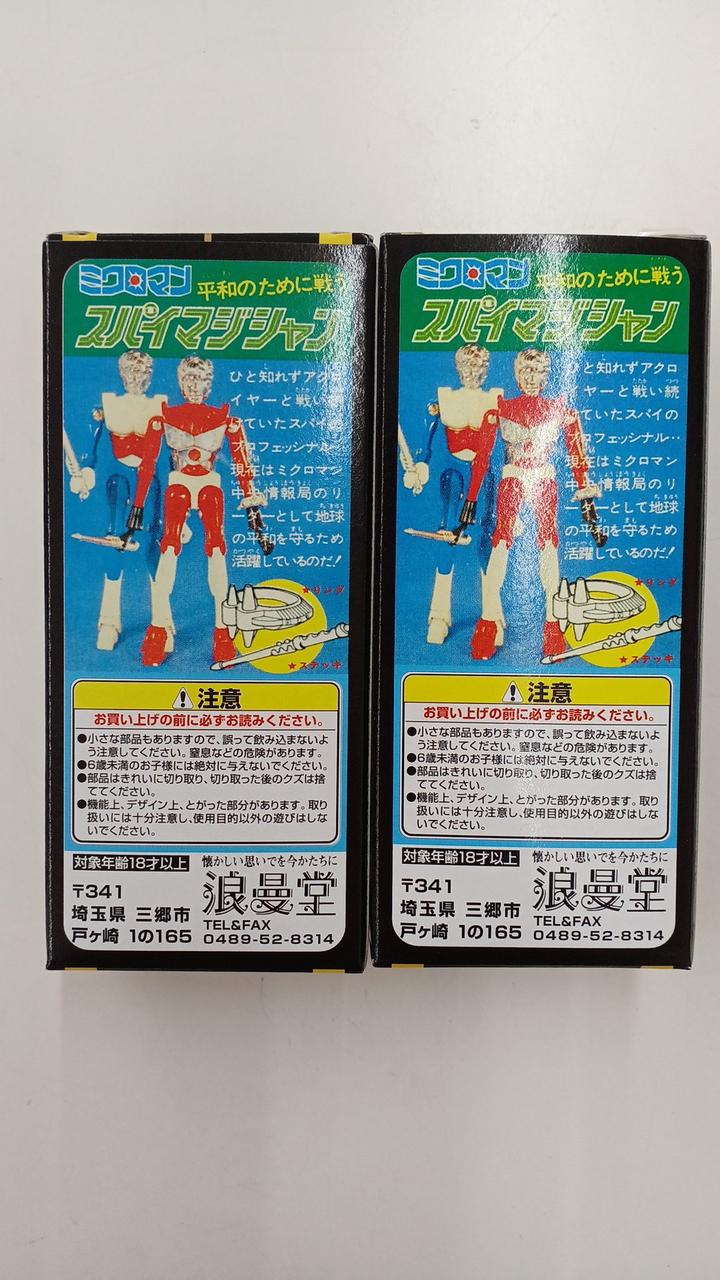 ミクロマン 平和のために戦う
スパイマジシャン
ひと知れずアクロ
イヤーと戦い続
けていたスパイの
プロフェッショナル‥
現在はミクロマン
中央情報局のリ
ーダーとして地球
の平和を守るため
活躍しているのだ!
★リング
★ステッキ
注意
お買い上げの前に必ずお読みください。
●小さな部品もありますので、誤って飲み込まないよ
う注意してください。窒息などの危険があります。
●6歳未満のお子様には絶対に与えないでください。
●部品はきれいに切り取り、切り取った後のクズは捨
ててください。
●機能上、デザイン上、とがった部分があります。取り
扱いには十分注意し、使用目的以外の遊びはしな
いでください。
対象年齢18才以上
懐かしい思いでを今かたちに
浪曼堂
〒341
埼玉県 三郷市
戸ヶ崎 1の165
TEL&FAX
0489-52-8314
ミクロマン 平和のために戦う
スパイマジシャン
ひと知れずアクロ
イヤーと戦い続
けていたスパイの
プロフェッショナル‥
現在はミクロマン
中央情報局のリ
ーダーとして地球
の平和を守るため
活躍しているのだ!
★リング
★ステッキ
注意
お買い上げの前に必ずお読みください。
●小さな部品もありますので、誤って飲み込まないよ
う注意してください。窒息などの危険があります。
●6歳未満のお子様には絶対に与えないでください。
●部品はきれいに切り取り、切り取った後のクズは捨
ててください。
●機能上、デザイン上、とがった部分があります。取り
扱いには十分注意し、使用目的以外の遊びはしな
いでください。
対象年齢18才以上
懐かしい思いでを今かたちに
浪曼堂
〒341
埼玉県 三郷市
戸ヶ崎 1の165
TEL&FAX
0489-52-8314